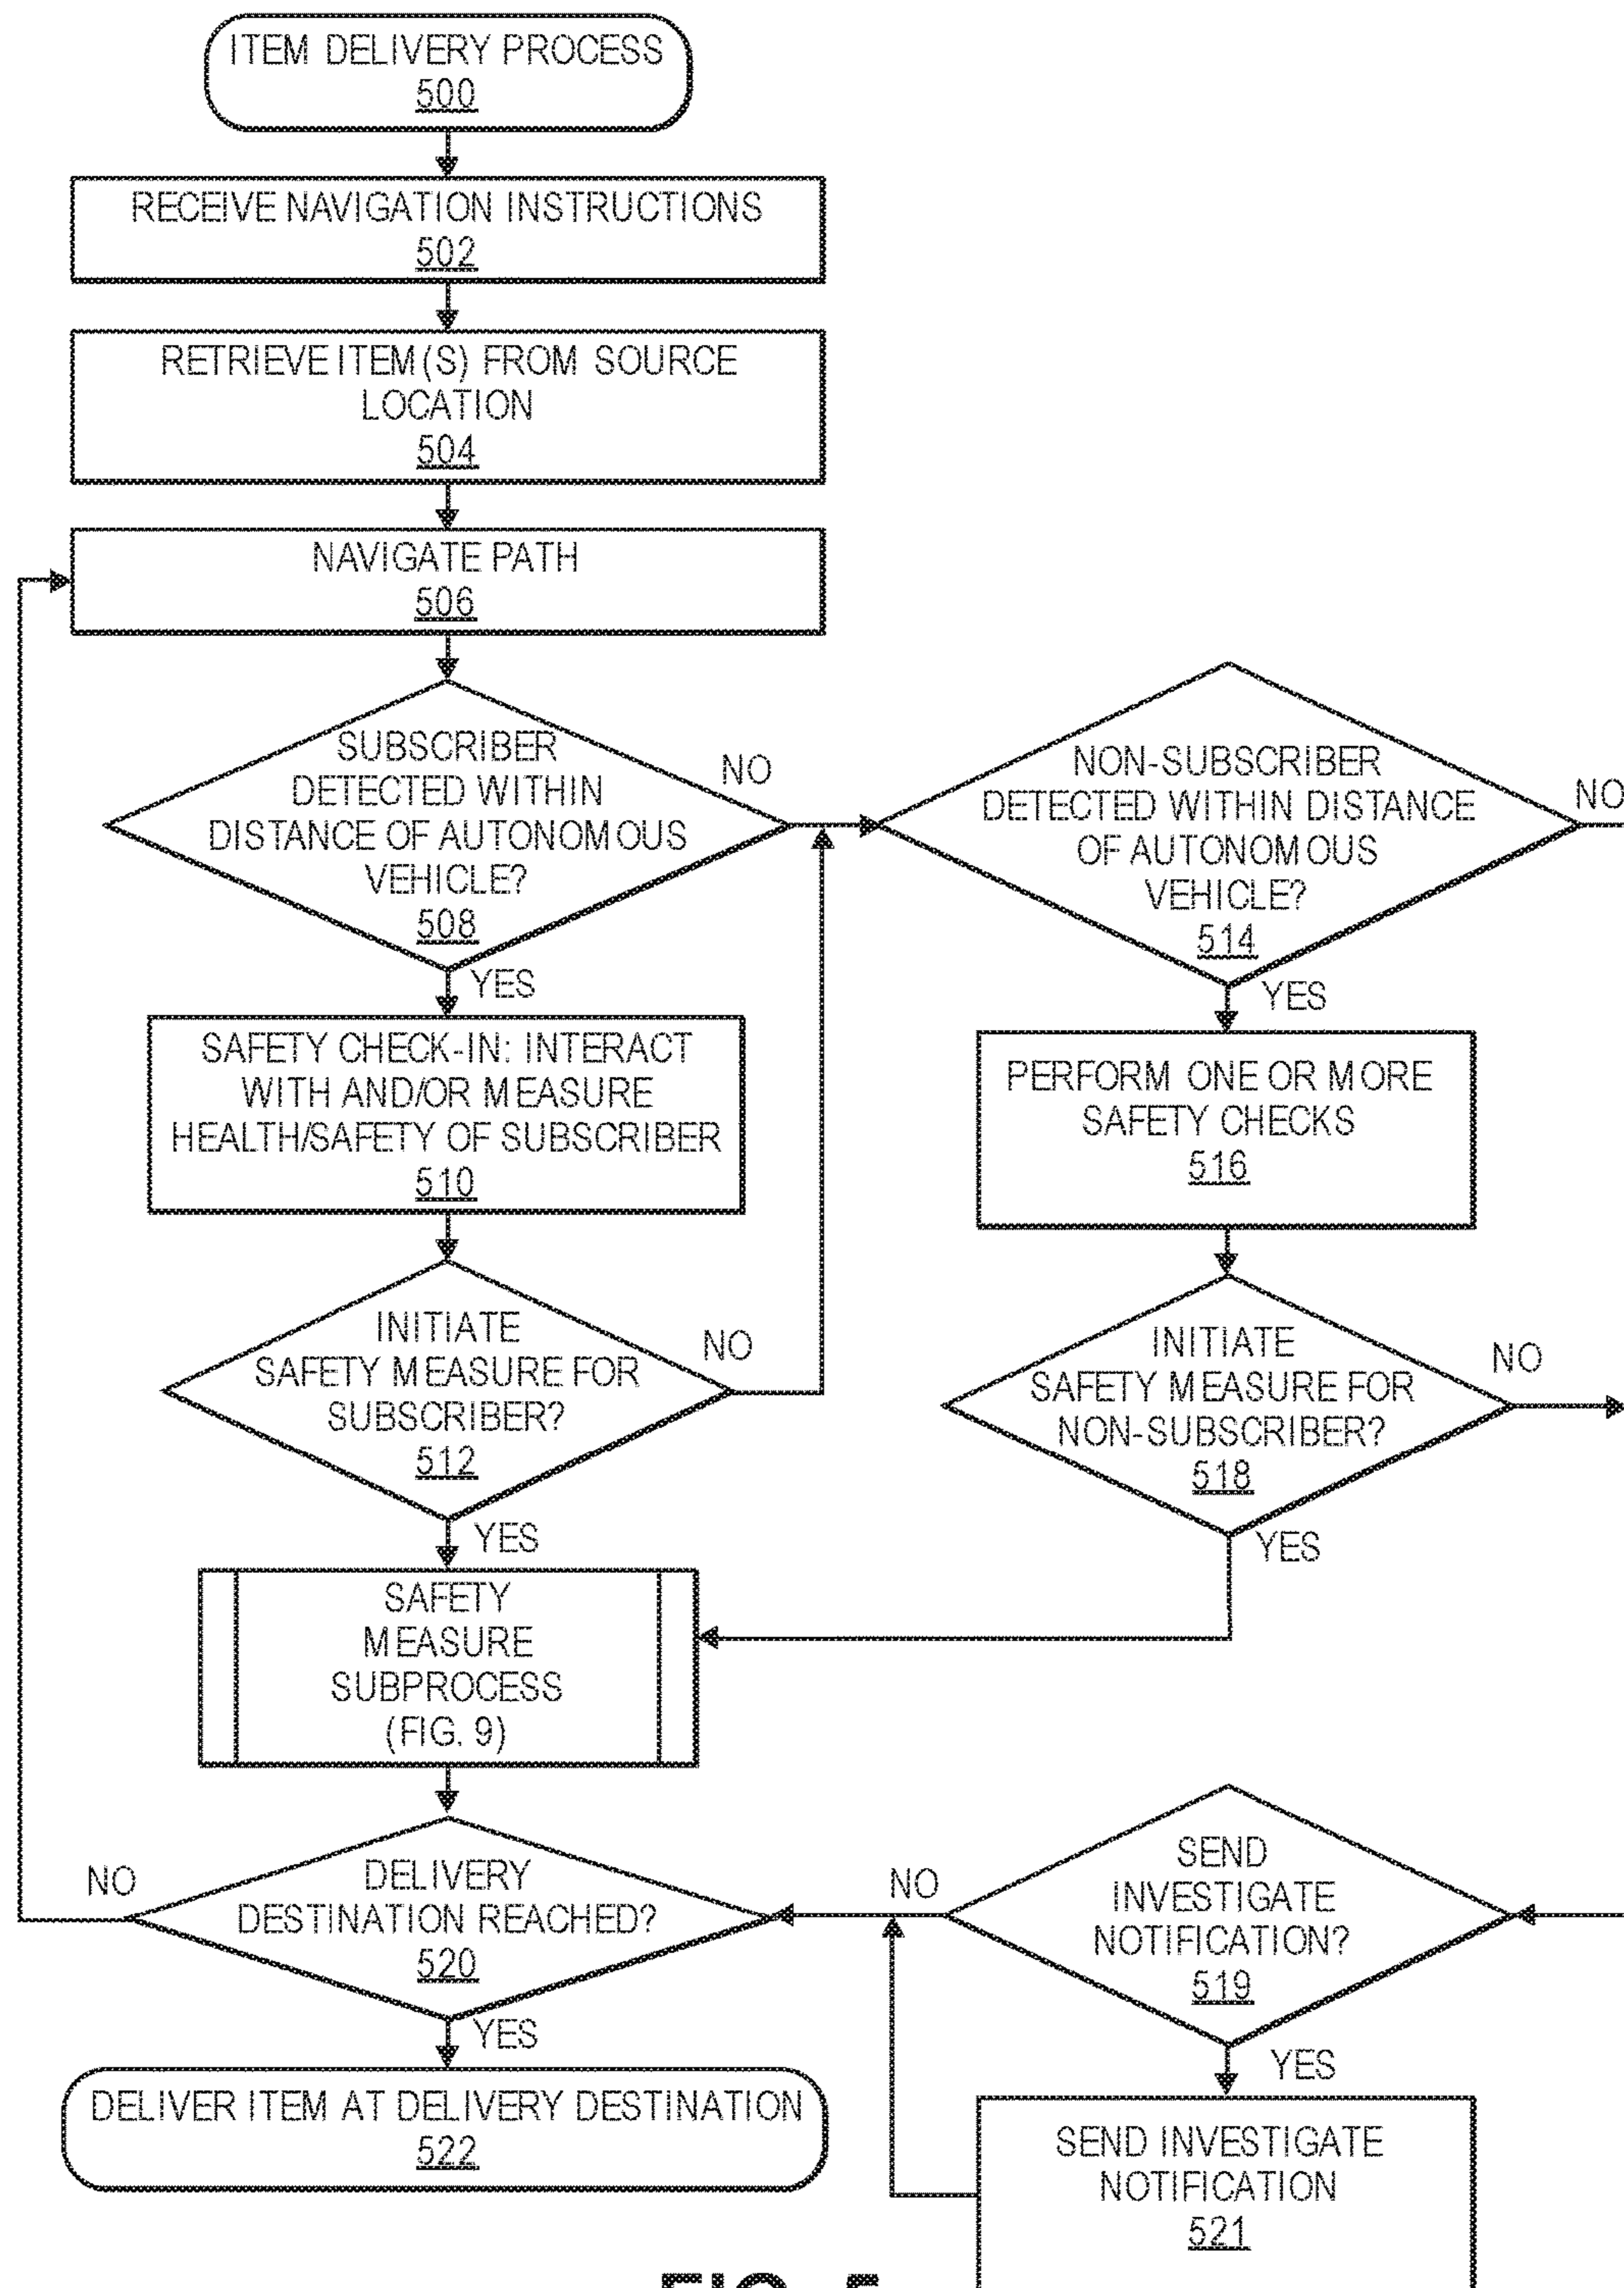 ITEM DELIVERY PROCESS
500
RECEIVE NAVIGATION INSTRUCTIONS
502
RETRIEVE ITEM(S) FROM SOURCE
LOCATION
504
NAVIGATE PATH
506
SUBSCRIBER
DETECTED WITHIN
DISTANCE OF AUTONOMOUS
VEHICLE?
508
NO
YES
NON-SUBSCRIBER
DETECTED WITHIN DISTANCE
OF AUTONOMOUS
VEHICLE?
514
NO
YES
SAFETY CHECK-IN: INTERACT
WITH AND/OR MEASURE
HEALTH/SAFETY OF SUBSCRIBER
510
PERFORM ONE OR MORE
SAFETY CHECKS
516
INITIATE
SAFETY MEASURE FOR
SUBSCRIBER?
512
NO
YES
INITIATE
SAFETY MEASURE FOR
NON-SUBSCRIBER?
518
NO
YES
SAFETY
MEASURE
SUBPROCESS
(FIG. 9)
DELIVERY
DESTINATION REACHED?
520
NO
YES
SEND
INVESTIGATE
NOTIFICATION?
519
NO
YES
DELIVER ITEM AT DELIVERY DESTINATION
522
SEND INVESTIGATE
NOTIFICATION
521